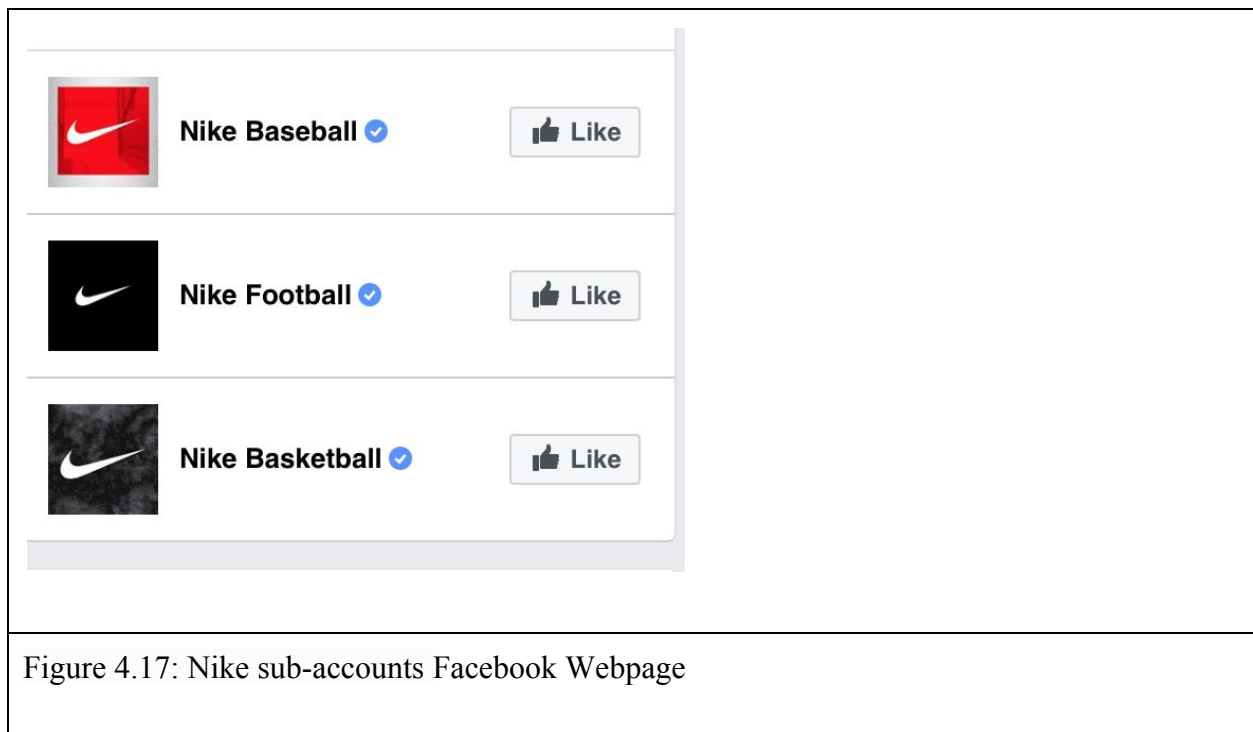 Nike Baseball
Like
Nike Football
Like
Nike Basketball
Like
Figure 4.17: Nike sub-accounts Facebook Webpage